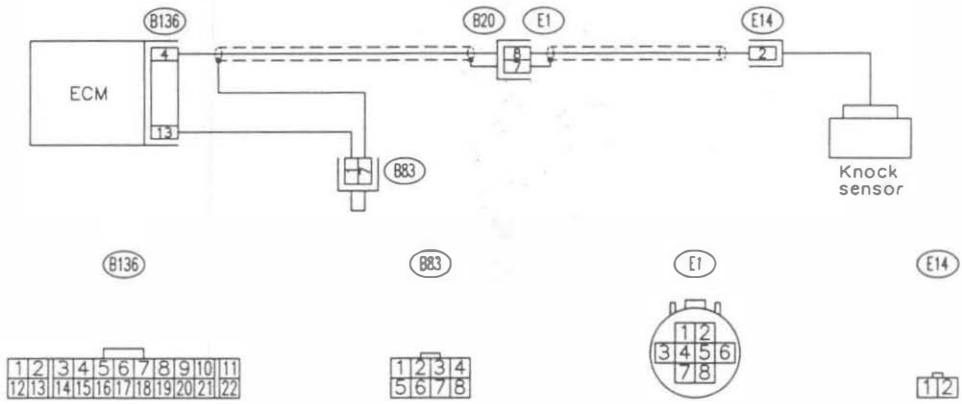 B136 B20 E1 E14
4 8 2
7
ECM
13
B83
Knock
sensor
B136 B83 E1 E14
1 2 3 4 5 6 7 8 9 10 11
12 13 14 15 16 17 18 19 20 21 22
1 2 3 4
5 6 7 8
1 2
3 4 5 6
7 8
1 2